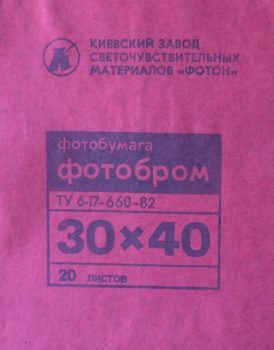 КИЕВСКИЙ ЗАВОД
СВЕТОЧУВСТВИТЕЛЬНЫХ
МАТЕРИАЛОВ «ФОТОН»
фотобумага
фотобром
ТУ 6-17-660-82
30×40
20 листов